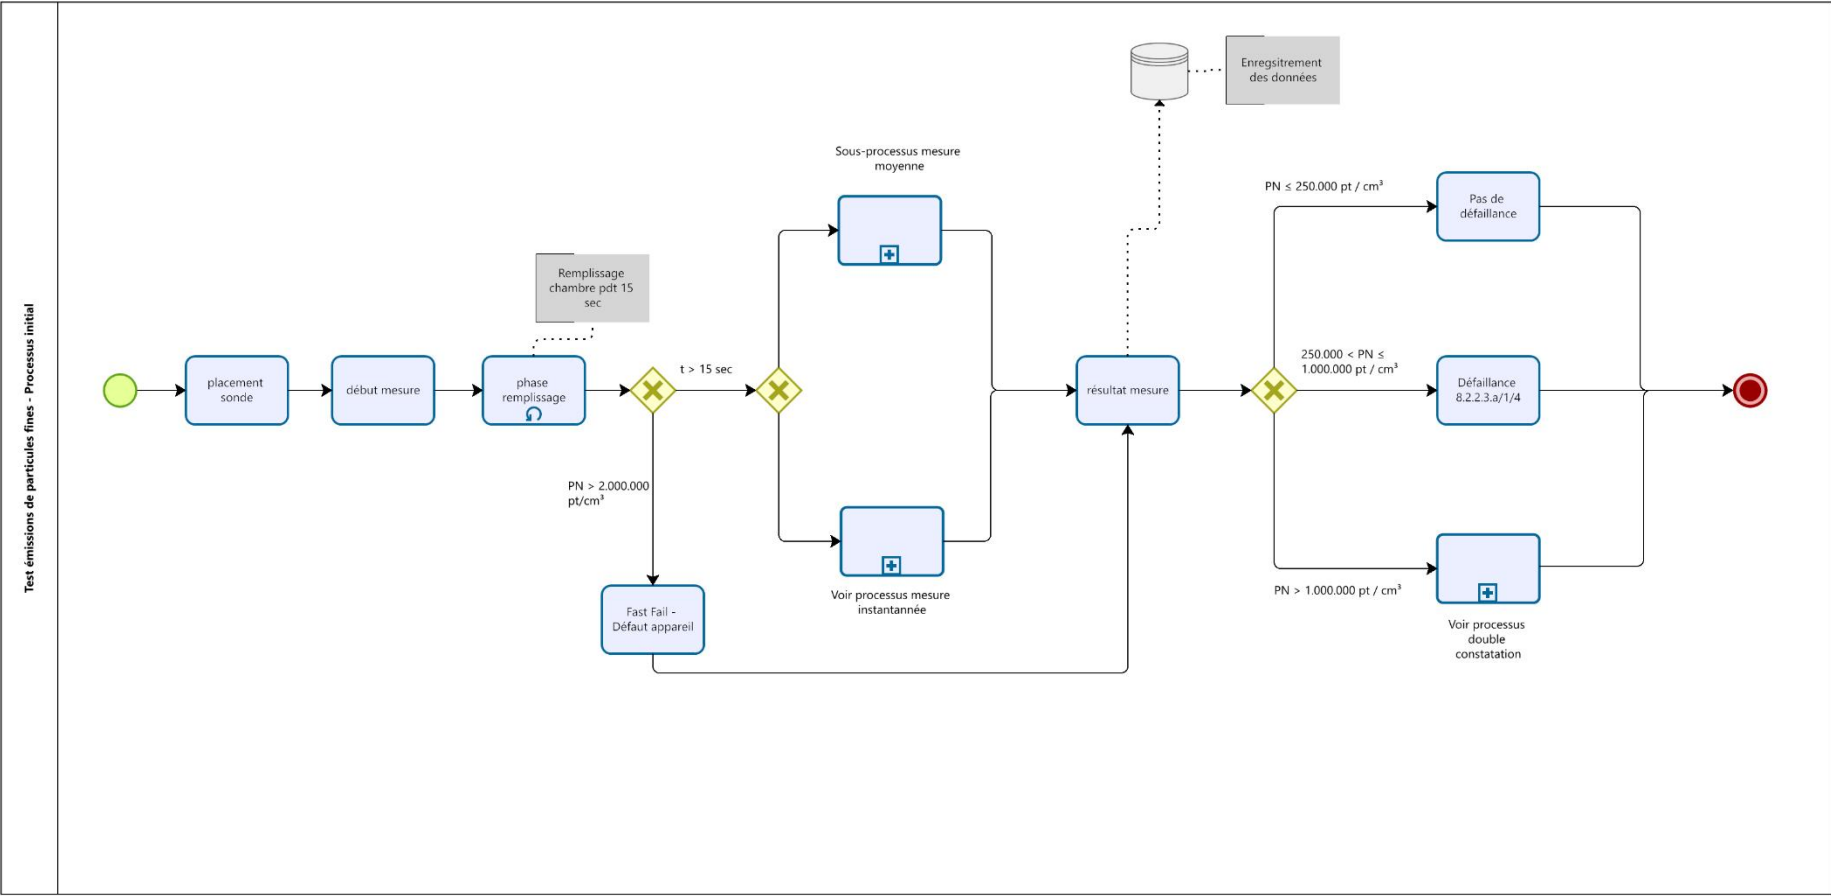 Test émissions de particules fines - Processus initial
placement
sonde
début mesure
Remplissage
chambre pdt 15
sec
phase
remplissage
t > 15 sec
PN > 2.000.000
pt/cm³
Fast Fail -
Défaut appareil
Sous-processus mesure
moyenne
Voir processus mesure
instantannée
résultat mesure
Enregsitrement
des données
PN ≤ 250.000 pt / cm³
Pas de
défaillance
250.000 < PN ≤
1.000.000 pt / cm³
Défaillance
8.2.2.3.a/1/4
PN > 1.000.000 pt / cm³
Voir processus
double
constatation